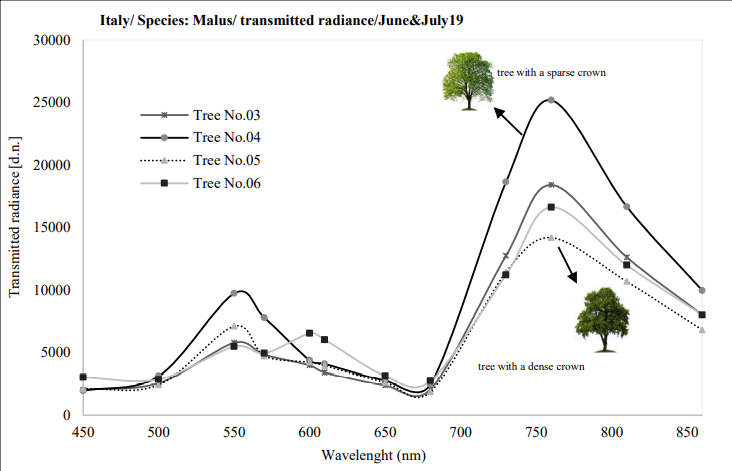 Italy/ Species: Malus/ transmitted radiance/June&July19
30000
25000
20000
15000
10000
5000
0
Transmitted radiance [d.n.]
tree with a sparse crown
Tree No.03
Tree No.04
Tree No.05
Tree No.06
tree with a dense crown
450 500 550 600 650 700 750 800 850
Wavelenght (nm)